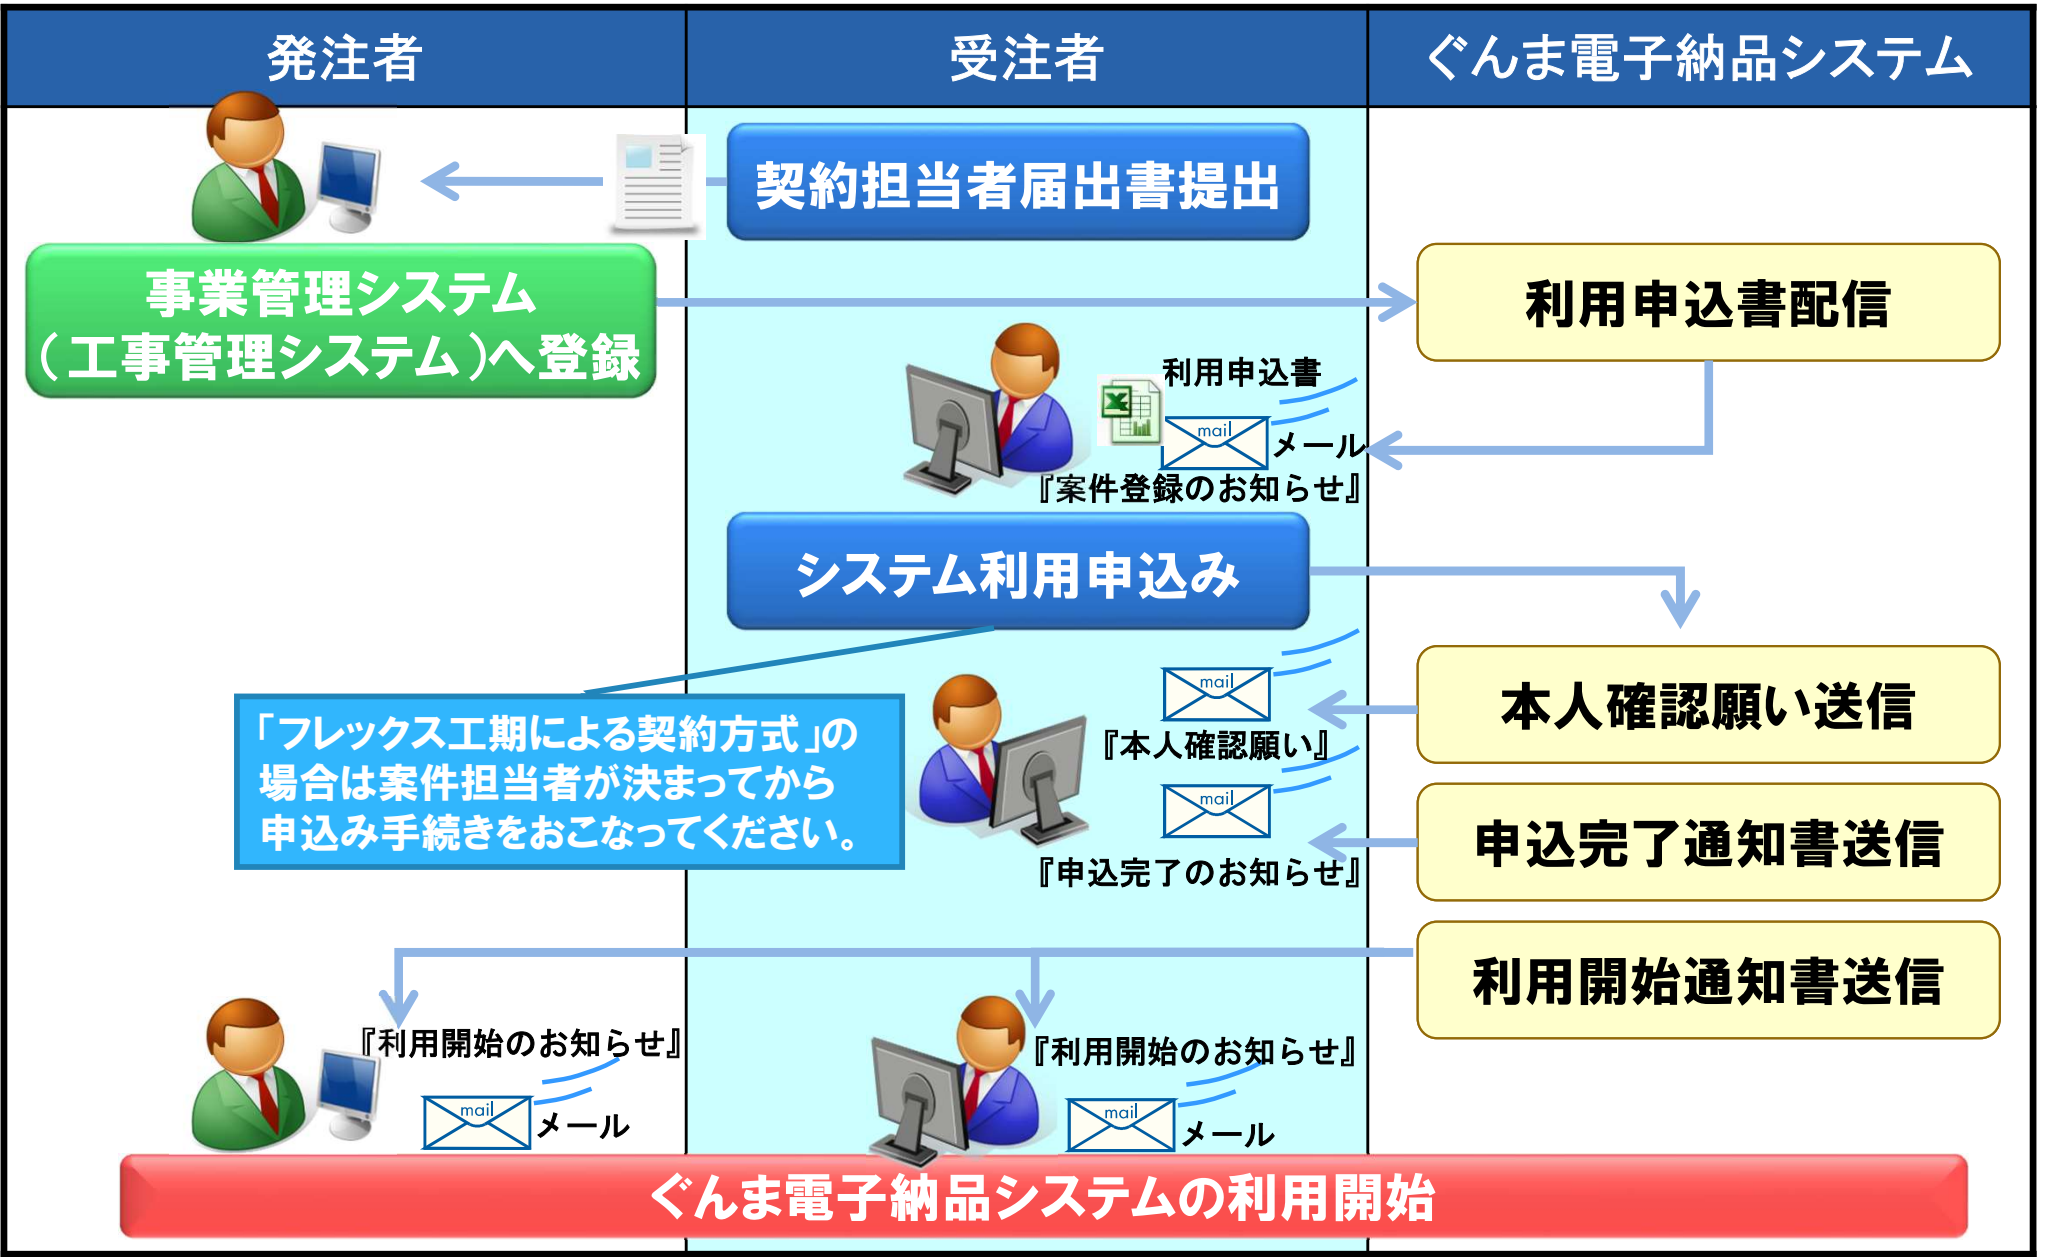 発注者
受注者
ぐんま電子納品システム
契約担当者届出書提出
事業管理システム
（工事管理システム）へ登録
利用申込書配信
利用申込書
mail
メール
『案件登録のお知らせ』
システム利用申込み
本人確認願い送信
mail
『本人確認願い』
「フレックス工期による契約方式」の
場合は案件担当者が決まってから
申込み手続きをおこなってください。
申込完了通知書送信
mail
『申込完了のお知らせ』
利用開始通知書送信
『利用開始のお知らせ』
mail
メール
『利用開始のお知らせ』
mail
メール
ぐんま電子納品システムの利用開始